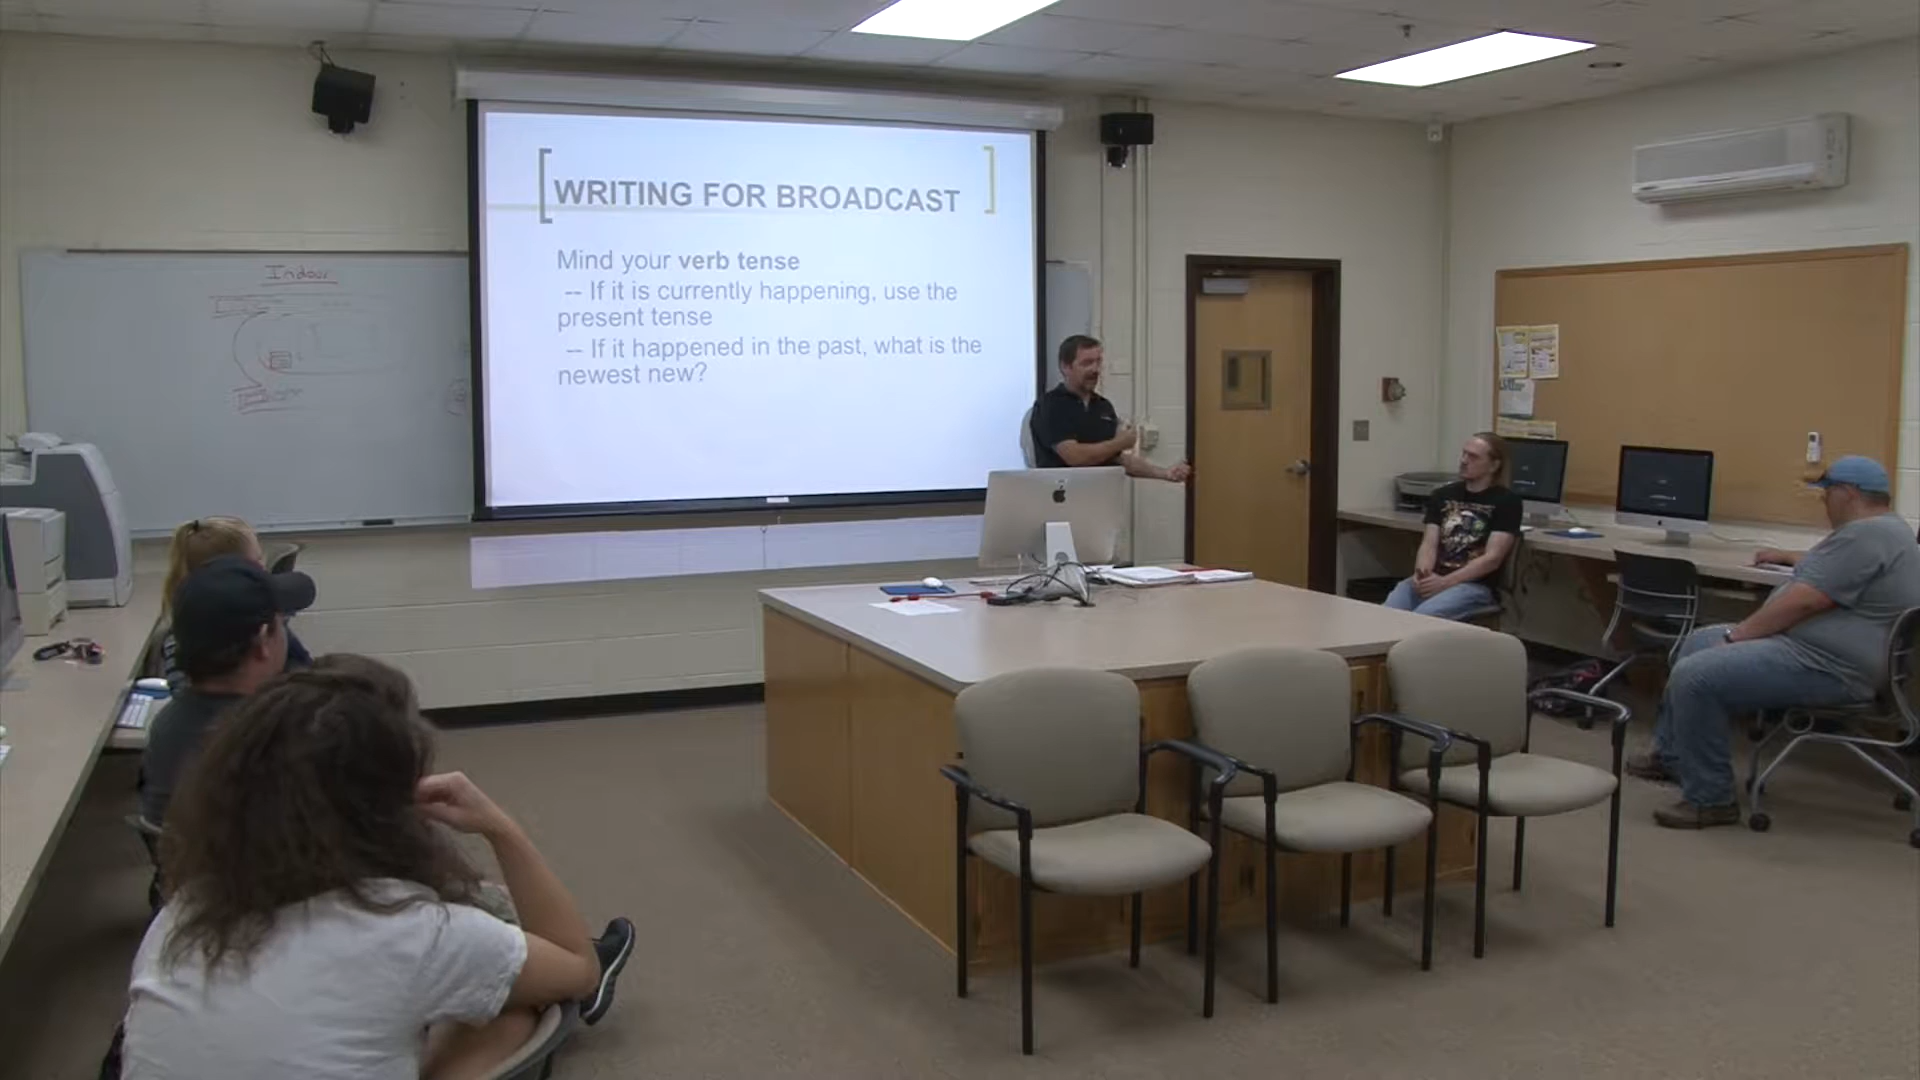 Indoor
WRITING FOR BROADCAST
Mind your verb tense
-- If it is currently happening, use the
present tense
-- If it happened in the past, what is the
newest new?